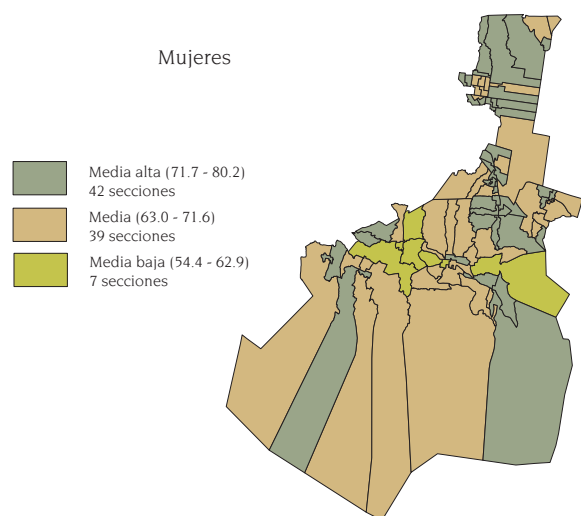 Mujeres
Media alta (71.7 - 80.2)
42 secciones
Media (63.0 - 71.6)
39 secciones
Media baja (54.4 - 62.9)
7 secciones